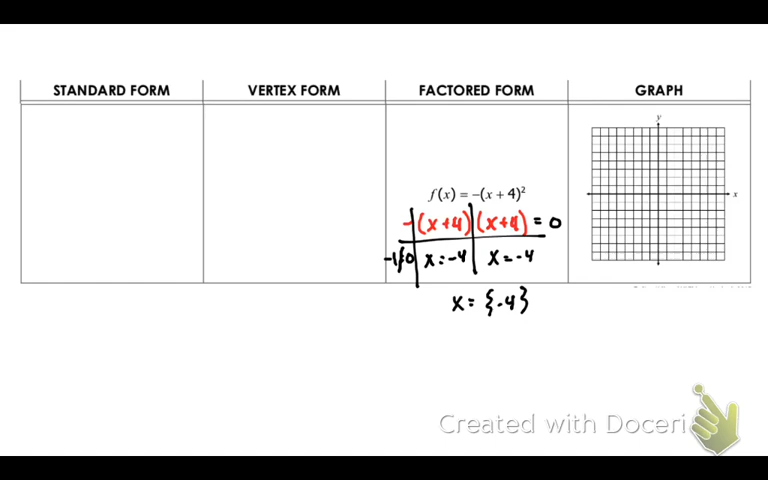 STANDARD FORM VERTEX FORM FACTORED FORM GRAPH
y
x
f(x) = -(x + 4)²
-(x+4)(x+4) = 0
-1≠0 x=-4 x=-4
x={-4}
Created with Doceri